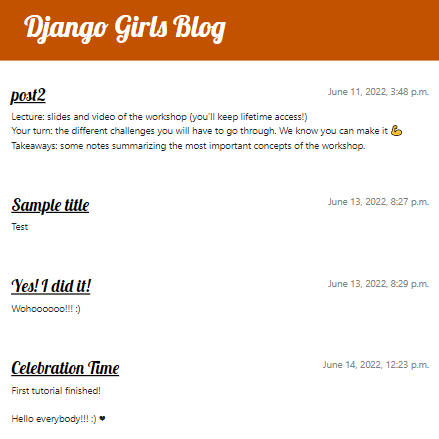 Django Girls Blog
post2
June 11, 2022, 3:48 p.m.
Lecture: slides and video of the workshop (you'll keep lifetime access!)
Your turn: the different challenges you will have to go through. We know you can make it 💪
Takeaways: some notes summarizing the most important concepts of the workshop.
Sample title
June 13, 2022, 8:27 p.m.
Test
Yes! I did it!
June 13, 2022, 8:29 p.m.
Wohoooooo!!! :)
Celebration Time
June 14, 2022, 12:23 p.m.
First tutorial finished!
Hello everybody!!! :) ❤